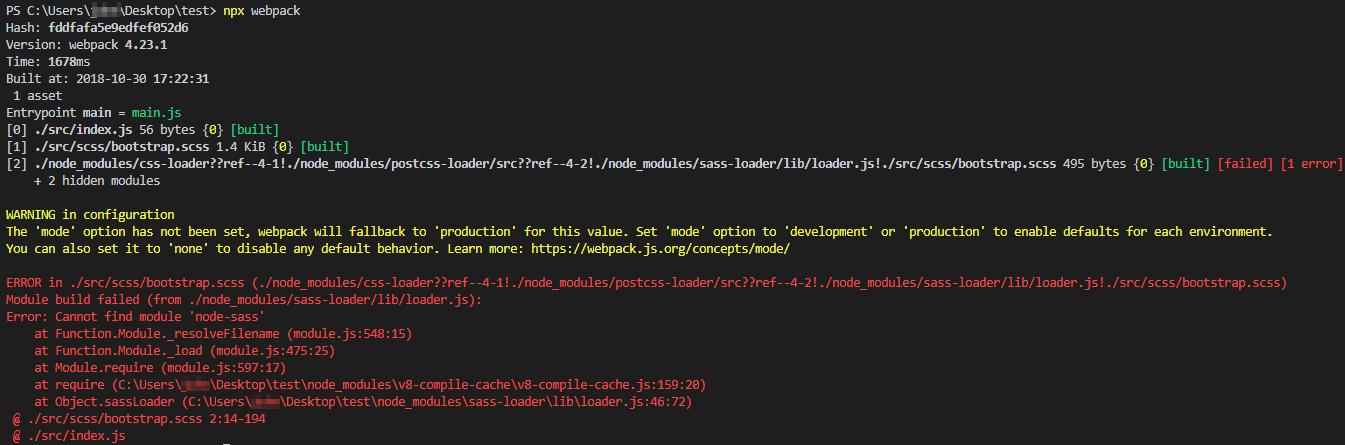 PS C:\Users\ \Desktop\test> npx webpack
Hash: fddfafa5e9edfef052d6
Version: webpack 4.23.1
Time: 1678ms
Built at: 2018-10-30 17:22:31
 1 asset
Entrypoint main = main.js
[0] ./src/index.js 56 bytes {0} [built]
[1] ./src/scss/bootstrap.scss 1.4 KiB {0} [built]
[2] ./node_modules/css-loader??ref--4-1!./node_modules/postcss-loader/src??ref--4-2!./node_modules/sass-loader/lib/loader.js!./src/scss/bootstrap.scss 495 bytes {0} [built] [failed] [1 error]
    + 2 hidden modules
WARNING in configuration
The 'mode' option has not been set, webpack will fallback to 'production' for this value. Set 'mode' option to 'development' or 'production' to enable defaults for each environment.
You can also set it to 'none' to disable any default behavior. Learn more: https://webpack.js.org/concepts/mode/
ERROR in ./src/scss/bootstrap.scss (./node_modules/css-loader??ref--4-1!./node_modules/postcss-loader/src??ref--4-2!./node_modules/sass-loader/lib/loader.js!./src/scss/bootstrap.scss)
Module build failed (from ./node_modules/sass-loader/lib/loader.js):
Error: Cannot find module 'node-sass'
    at Function.Module._resolveFilename (module.js:548:15)
    at Function.Module._load (module.js:475:25)
    at Module.require (module.js:597:17)
    at require (C:\Users\ \Desktop\test\node_modules\v8-compile-cache\v8-compile-cache.js:159:20)
    at Object.sassLoader (C:\Users\ \Desktop\test\node_modules\sass-loader\lib\loader.js:46:72)
 @ ./src/scss/bootstrap.scss 2:14-194
 @ ./src/index.js